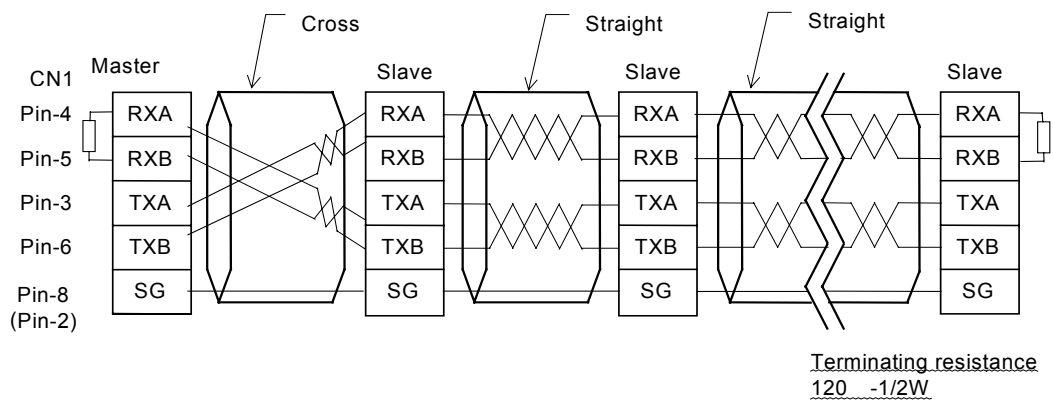 Cross
Straight
Straight
CN1
Master
Slave
Slave
Slave
Pin-4
RXA
RXA
RXA
RXA
Pin-5
RXB
RXB
RXB
RXB
Pin-3
TXA
TXA
TXA
TXA
Pin-6
TXB
TXB
TXB
TXB
Pin-8
(Pin-2)
SG
SG
SG
SG
Terminating resistance
120 -1/2W